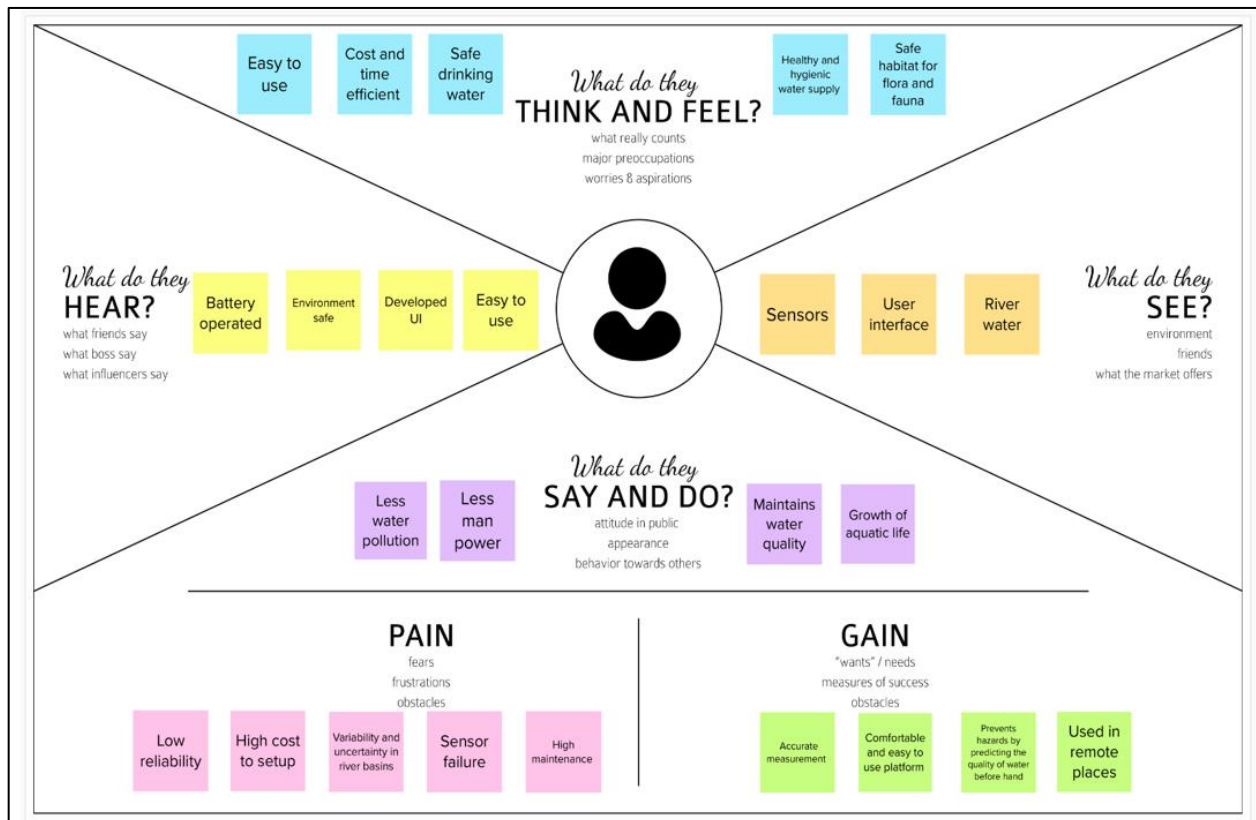 Easy to
use
Cost and
time
efficient
Safe
drinking
water
What do they
THINK AND FEEL?
what really counts
major preoccupations
worries & aspirations
Healthy and
hygienic
water supply
Safe
habitat for
flora and
fauna
What do they
HEAR?
what friends say
what boss say
what influencers say
Battery
operated
Environment
safe
Developed
UI
Easy to
use
Sensors
User
interface
River
water
What do they
SEE?
environment
friends
what the market offers
Less
water
pollution
Less
man
power
What do they
SAY AND DO?
attitude in public
appearance
behavior towards others
Maintains
water
quality
Growth of
aquatic life
PAIN
fears
frustrations
obstacles
Low
reliability
High cost
to setup
Variability and
uncertainty in
river basins
Sensor
failure
High
maintenance
GAIN
"wants" / needs
measures of success
obstacles
Accurate
measurement
Comfortable
and easy to
use platform
Prevents
hazards by
predicting the
quality of water
before hand
Used in
remote
places